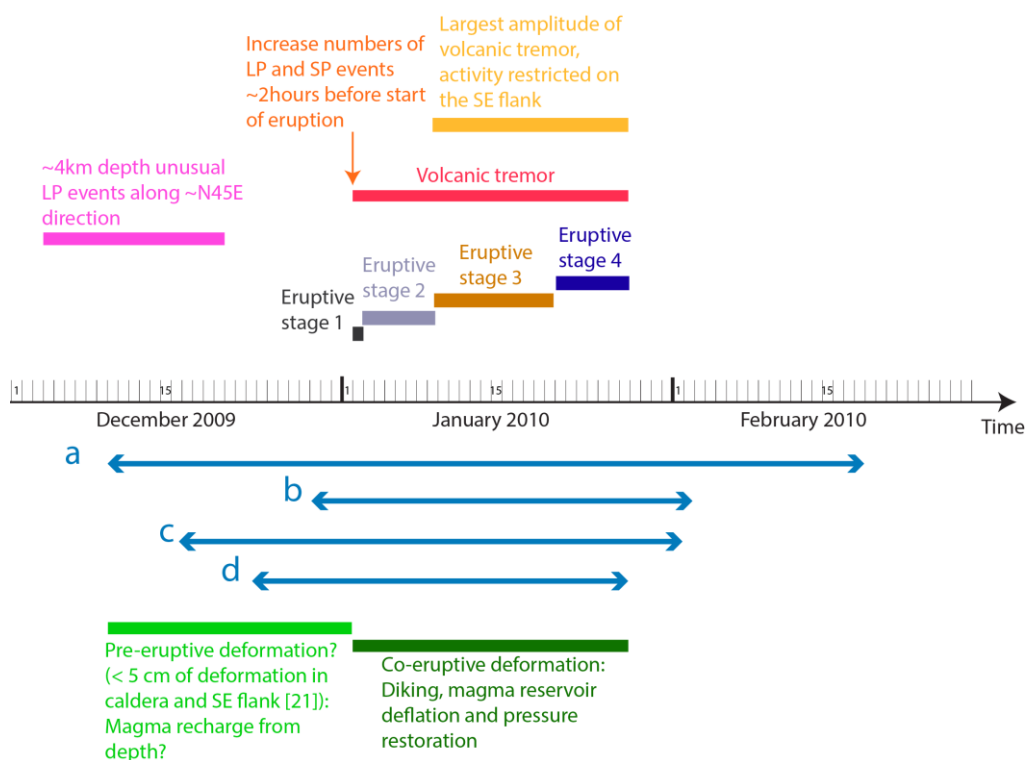 Largest amplitude of
volcanic tremor,
activity restricted on
the SE flank
Increase numbers of
LP and SP events
~2hours before start
of eruption
~4km depth unusual
LP events along ~N45E
direction
Volcanic tremor
Eruptive
stage 4
Eruptive
stage 3
Eruptive
stage 2
Eruptive
stage 1
1 15 1 15 1 15
December 2009 January 2010 February 2010
Time
a
b
c
d
Pre-eruptive deformation?
(< 5 cm of deformation in
caldera and SE flank [21]):
Magma recharge from
depth?
Co-eruptive deformation:
Diking, magma reservoir
deflation and pressure
restoration